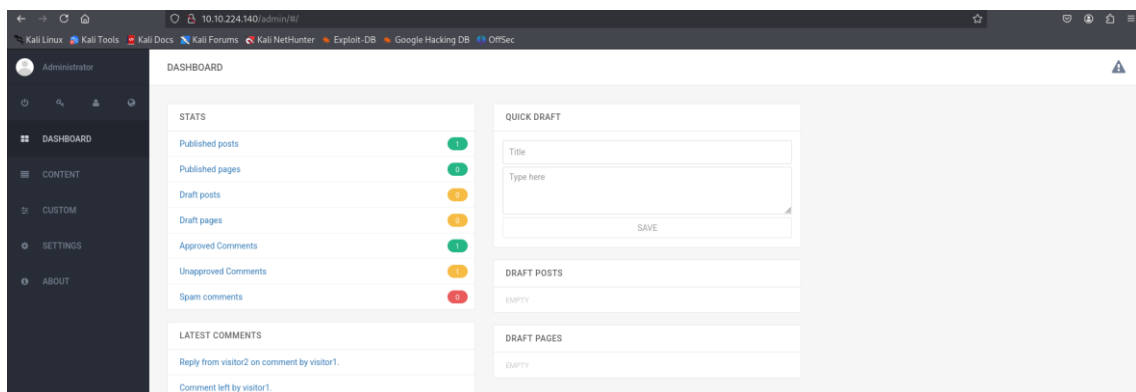 10.10.224.140/admin/#/
Kali Linux Kali Tools Kali Docs Kali Forums Kali NetHunter Exploit-DB Google Hacking DB OffSec
Administrator
DASHBOARD
CONTENT
CUSTOM
SETTINGS
ABOUT
DASHBOARD
STATS
Published posts 1
Published pages 0
Draft posts 0
Draft pages 0
Approved Comments 1
Unapproved Comments 1
Spam comments 0
LATEST COMMENTS
Reply from visitor2 on comment by visitor1.
Comment left by visitor1.
QUICK DRAFT
Title
Type here
SAVE
DRAFT POSTS
EMPTY
DRAFT PAGES
EMPTY